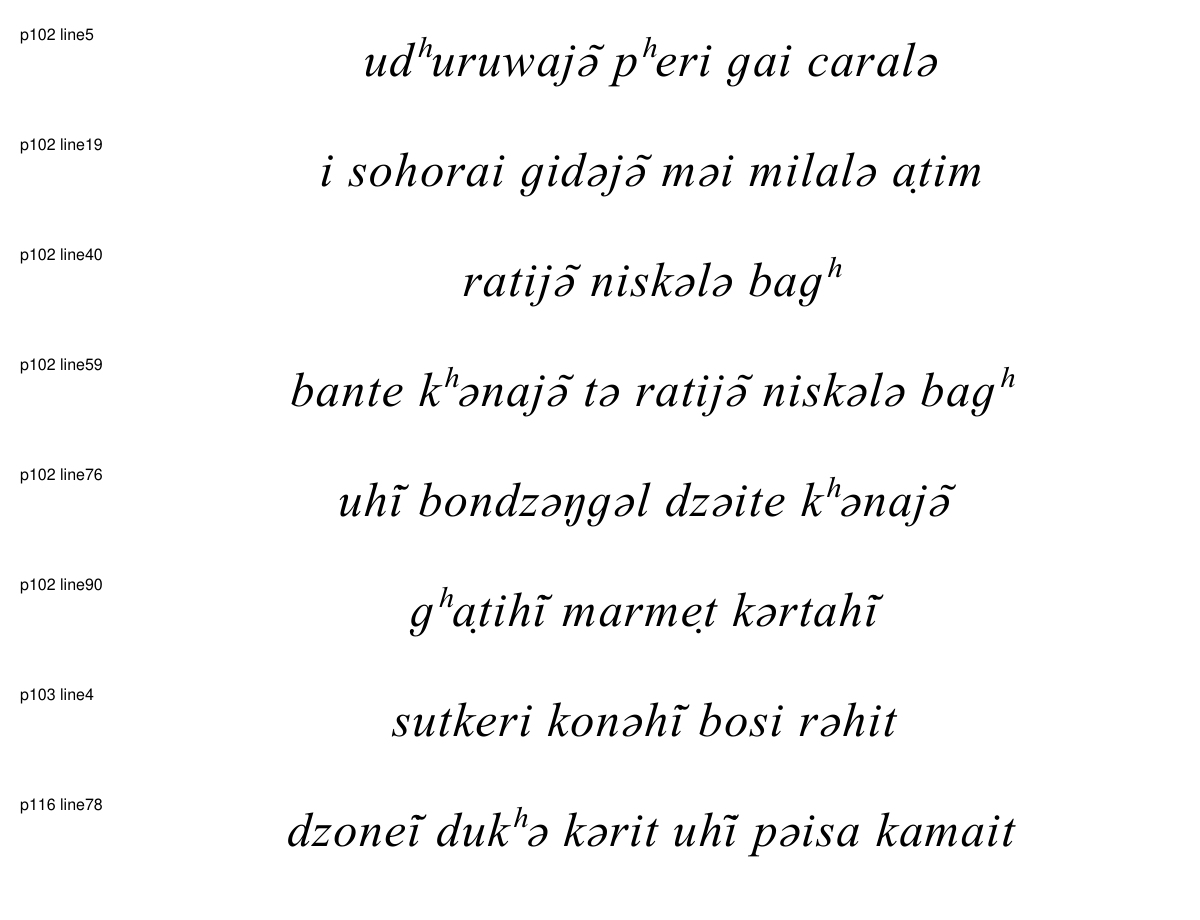 p102 line5
udʰuruwajə̃ pʰeri gai caralə
p102 line19
i sohorai gidəjə̃ məi milalə aṭim
p102 line40
ratijə̃ niskələ bagʰ
p102 line59
bante kʰənajə̃ tə ratijə̃ niskələ bagʰ
p102 line76
uhĩ bondzəŋgəl dzəite kʰənajə̃
p102 line90
gʰaṭihĩ marmeṭ kərtahĩ
p103 line4
sutkeri konəhĩ bosi rəhit
p116 line78
dzoneĩ dukʰə kərit uhĩ pəisa kamait